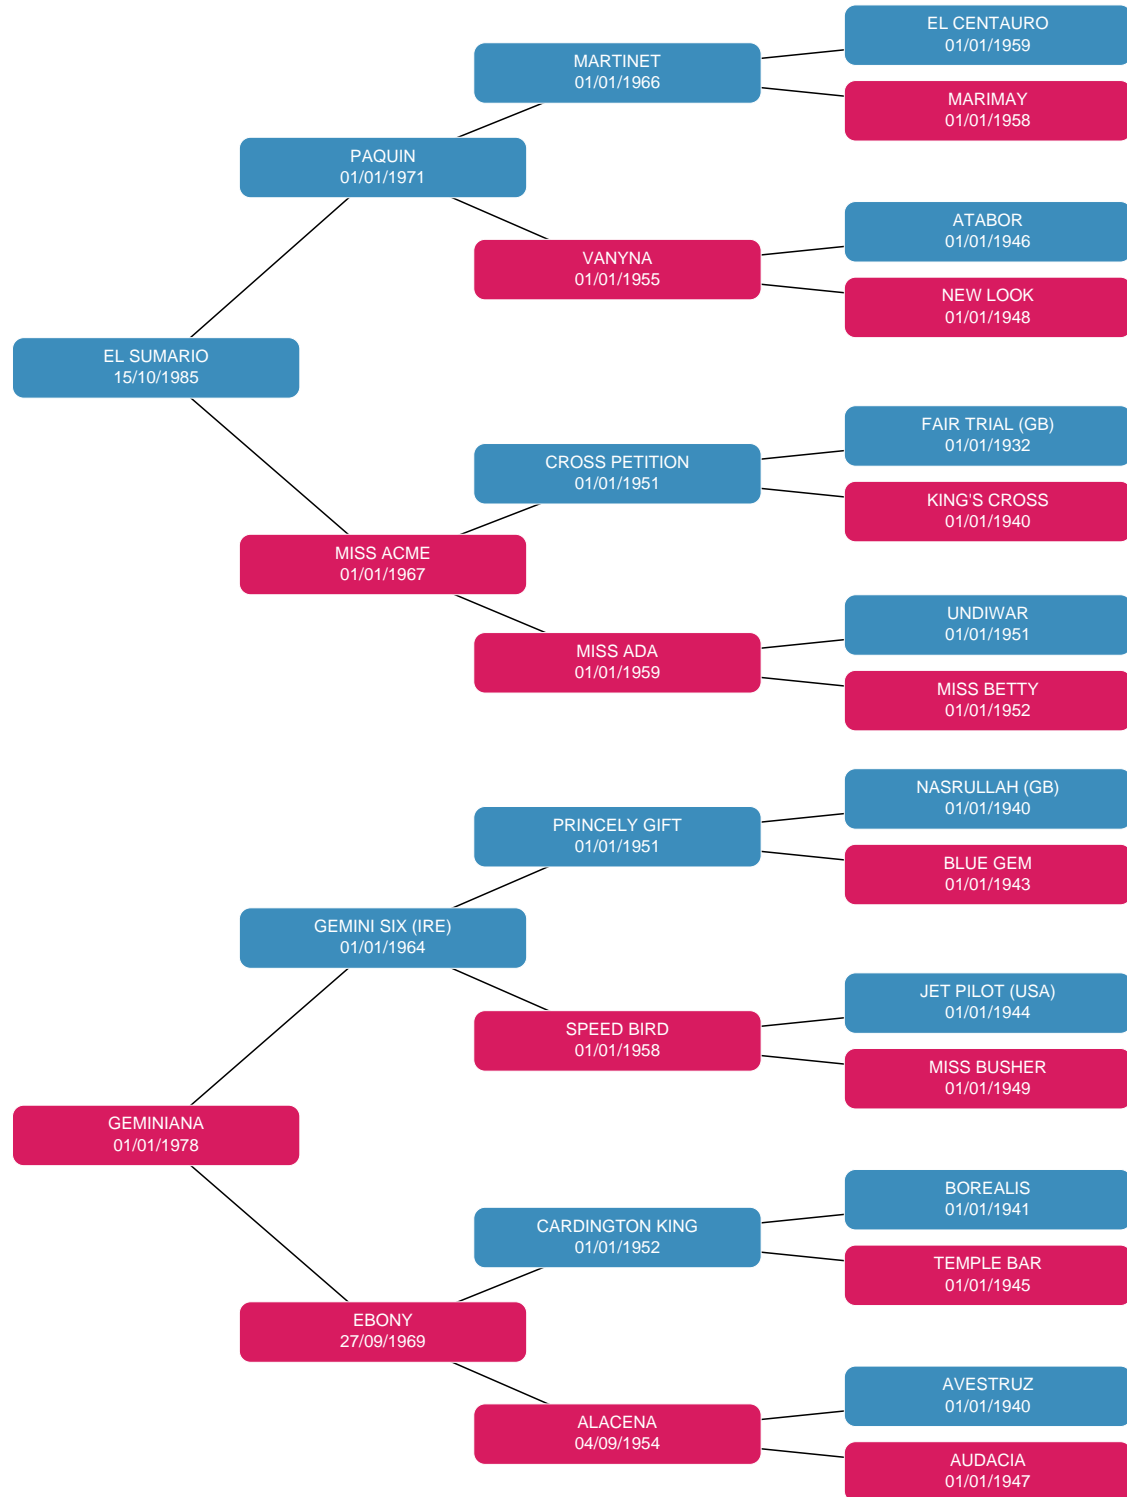 EL CENTAURO
01/01/1959
MARTINET
01/01/1966
MARIMAY
01/01/1958
PAQUIN
01/01/1971
ATABOR
01/01/1946
VANYNA
01/01/1955
NEW LOOK
01/01/1948
EL SUMARIO
15/10/1985
FAIR TRIAL (GB)
01/01/1932
CROSS PETITION
01/01/1951
KING'S CROSS
01/01/1940
MISS ACME
01/01/1967
UNDIWAR
01/01/1951
MISS ADA
01/01/1959
MISS BETTY
01/01/1952
NASRULLAH (GB)
01/01/1940
PRINCELY GIFT
01/01/1951
BLUE GEM
01/01/1943
GEMINI SIX (IRE)
01/01/1964
JET PILOT (USA)
01/01/1944
SPEED BIRD
01/01/1958
MISS BUSHER
01/01/1949
GEMINIANA
01/01/1978
BOREALIS
01/01/1941
CARDINGTON KING
01/01/1952
TEMPLE BAR
01/01/1945
EBONY
27/09/1969
AVESTRUZ
01/01/1940
ALACENA
04/09/1954
AUDACIA
01/01/1947